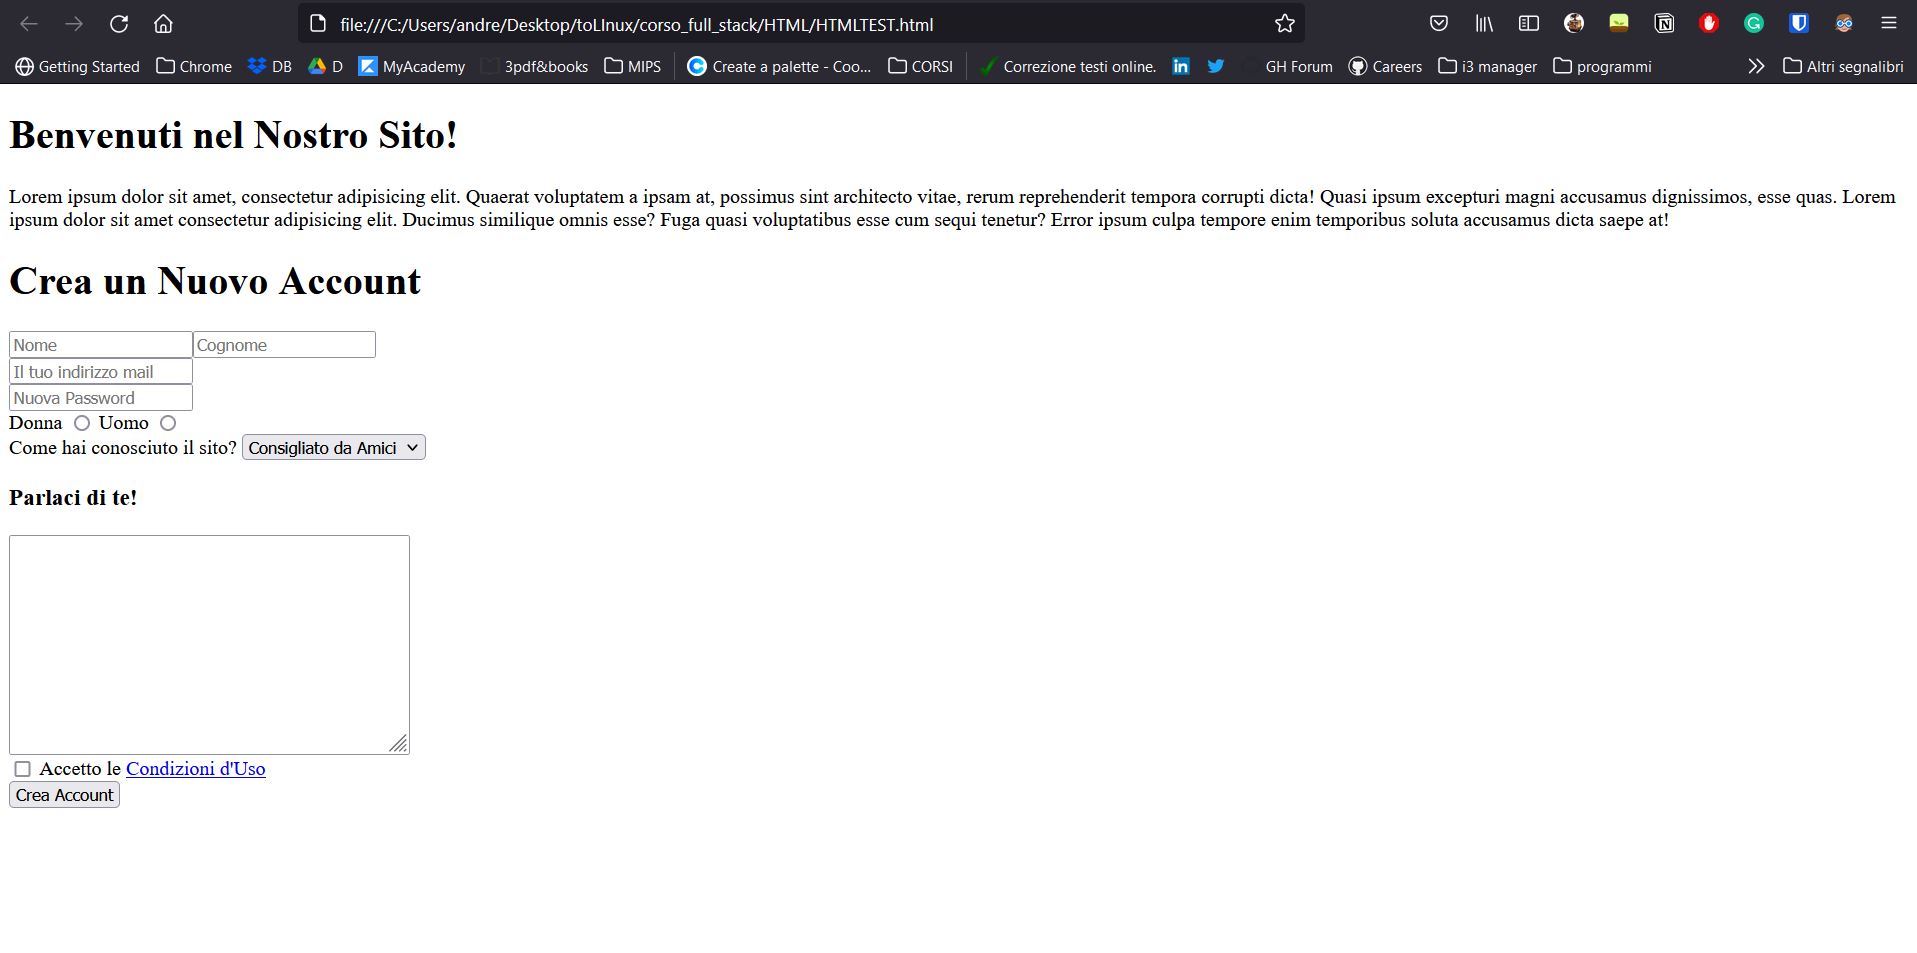 file:///C:/Users/andre/Desktop/toLInux/corso_full_stack/HTML/HTMLTEST.html
Getting Started Chrome DB D MyAcademy 3pdf&books MIPS Create a palette - Coo... CORSI Correzione testi online. GH Forum Careers i3 manager programmi Altri segnalibri
Benvenuti nel Nostro Sito!
Lorem ipsum dolor sit amet, consectetur adipisicing elit. Quaerat voluptatem a ipsam at, possimus sint architecto vitae, rerum reprehenderit tempora corrupti dicta! Quasi ipsum excepturi magni accusamus dignissimos, esse quas. Lorem
ipsum dolor sit amet consectetur adipisicing elit. Ducimus similique omnis esse? Fuga quasi voluptatibus esse cum sequi tenetur? Error ipsum culpa tempore enim temporibus soluta accusamus dicta saepe at!
Crea un Nuovo Account
Nome Cognome
Il tuo indirizzo mail
Nuova Password
Donna Uomo
Come hai conosciuto il sito? Consigliato da Amici
Parlaci di te!
Accetto le Condizioni d'Uso
Crea Account